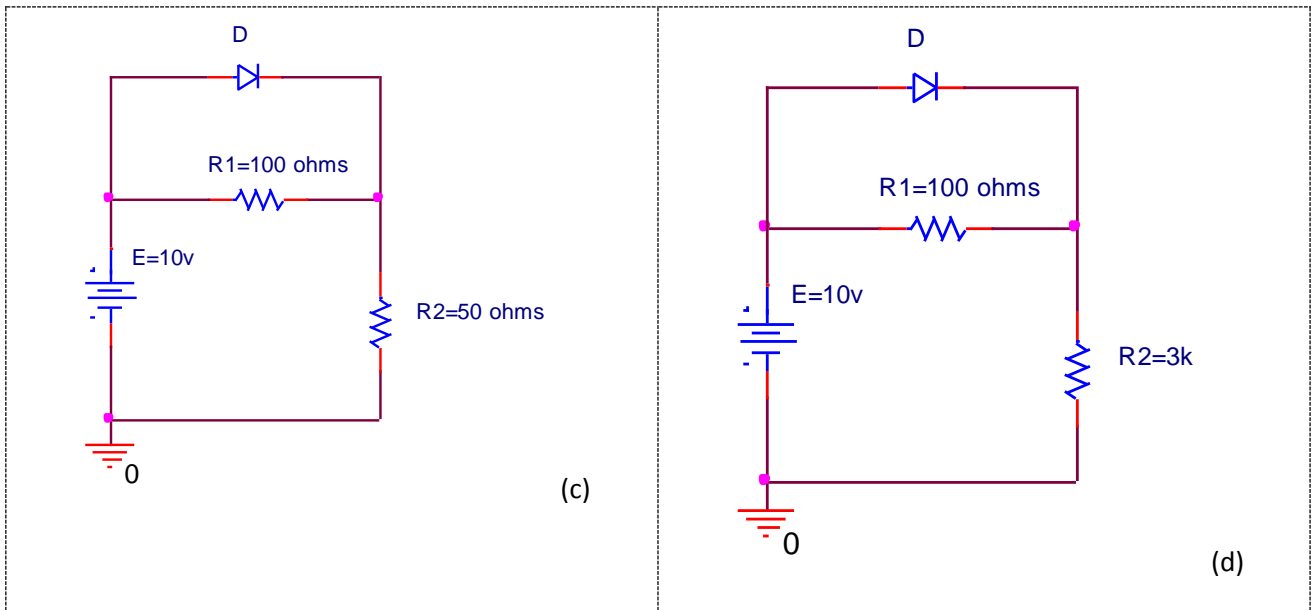 D
R1=100 ohms
E=10v
R2=50 ohms
0
(c)
D
R1=100 ohms
E=10v
R2=3k
0
(d)